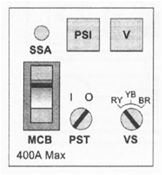 PSI V
SSA
I O
RY YB BR
MCB PST VS
400A Max